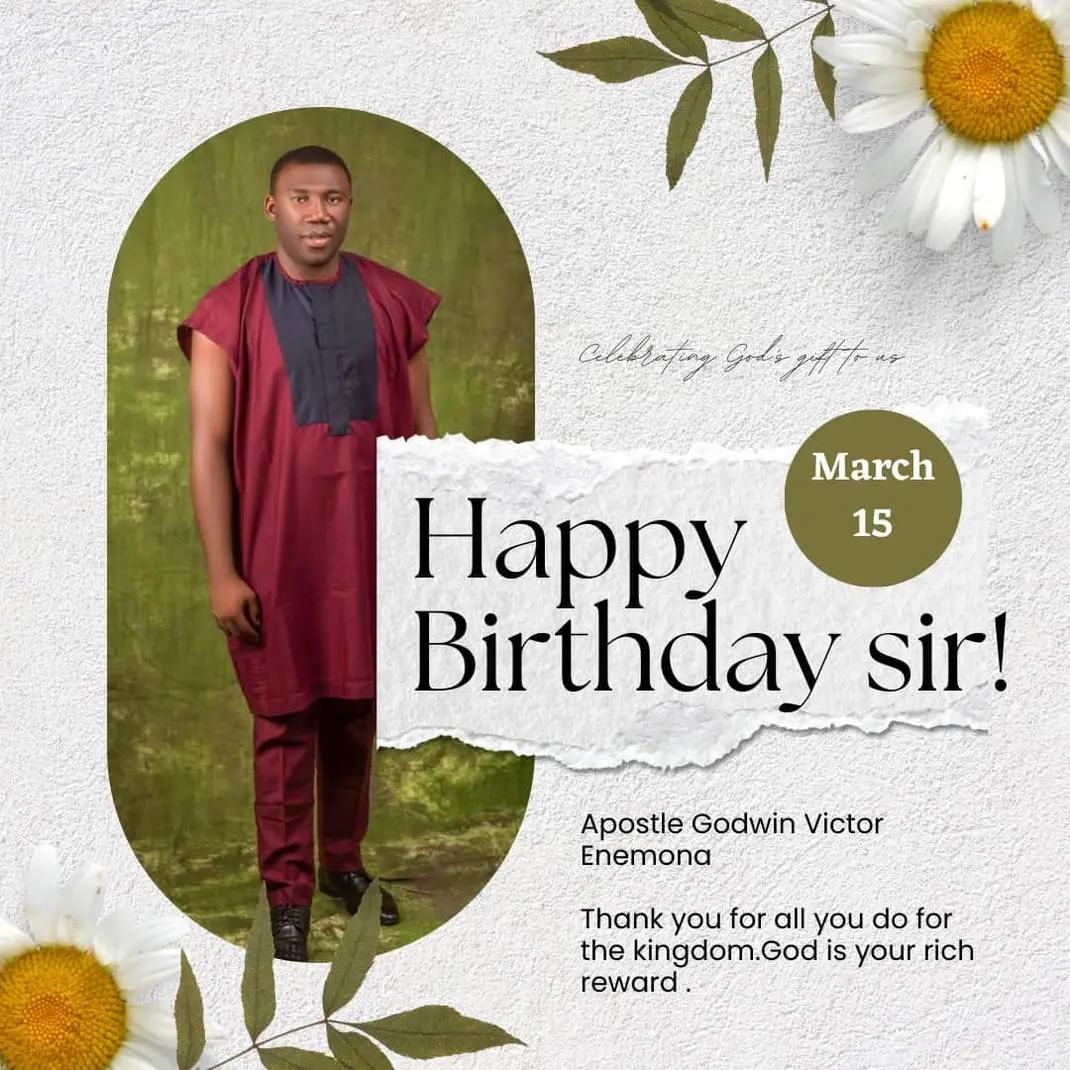 Celebrating God's gift to us
March
15
Happy
Birthday sir!
Apostle Godwin Victor
Enemona
Thank you for all you do for
the kingdom.God is your rich
reward .